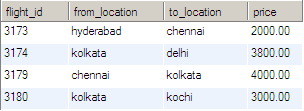 flight_id from_location to_location price
3173 hyderabad chennai 2000.00
3174 kolkata delhi 3800.00
3179 chennai kolkata 4000.00
3180 kolkata kochi 3000.00